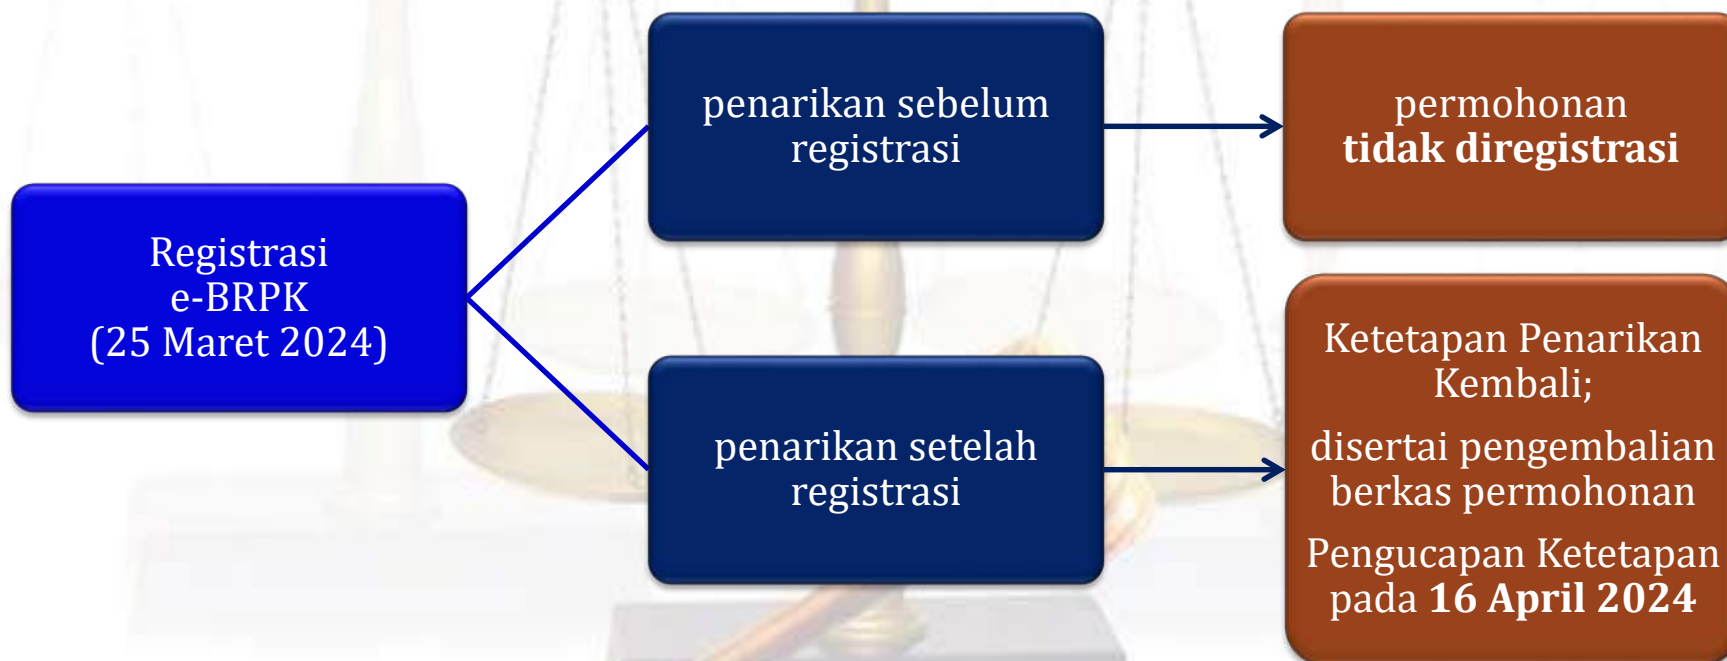 Registrasi
e-BRPK
(25 Maret 2024)
penarikan sebelum
registrasi
permohonan
tidak diregistrasi
penarikan setelah
registrasi
Ketetapan Penarikan
Kembali;
disertai pengembalian
berkas permohonan
Pengucapan Ketetapan
pada 16 April 2024